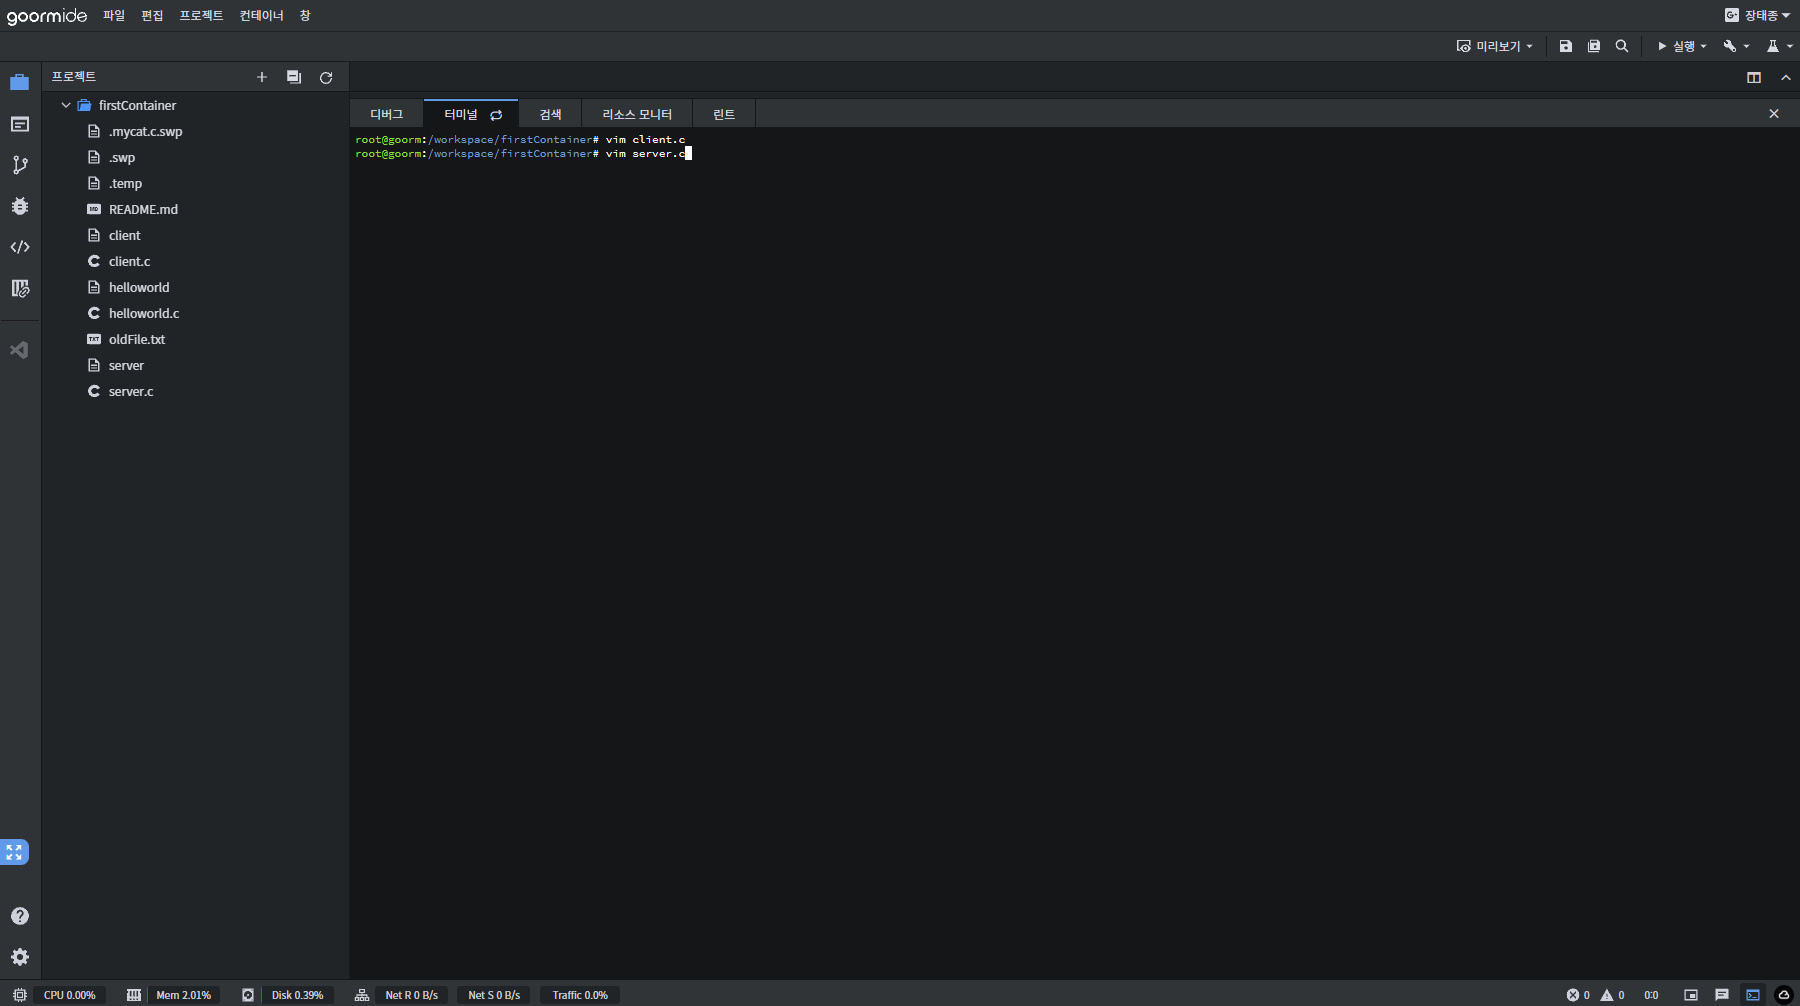 goormide 파일 편집 프로젝트 컨테이너 창 G+ 장태종
미리보기 실행
프로젝트
firstContainer
.mycat.c.swp
.swp
.temp
MD README.md
client
client.c
helloworld
helloworld.c
TXT oldFile.txt
server
server.c
디버그 터미널 검색 리소스 모니터 린트
root@goorm:/workspace/firstContainer# vim client.c
root@goorm:/workspace/firstContainer# vim server.c
CPU 0.00% Mem 2.01% Disk 0.39% Net R 0 B/s Net S 0 B/s Traffic 0.0% 0 0 0:0